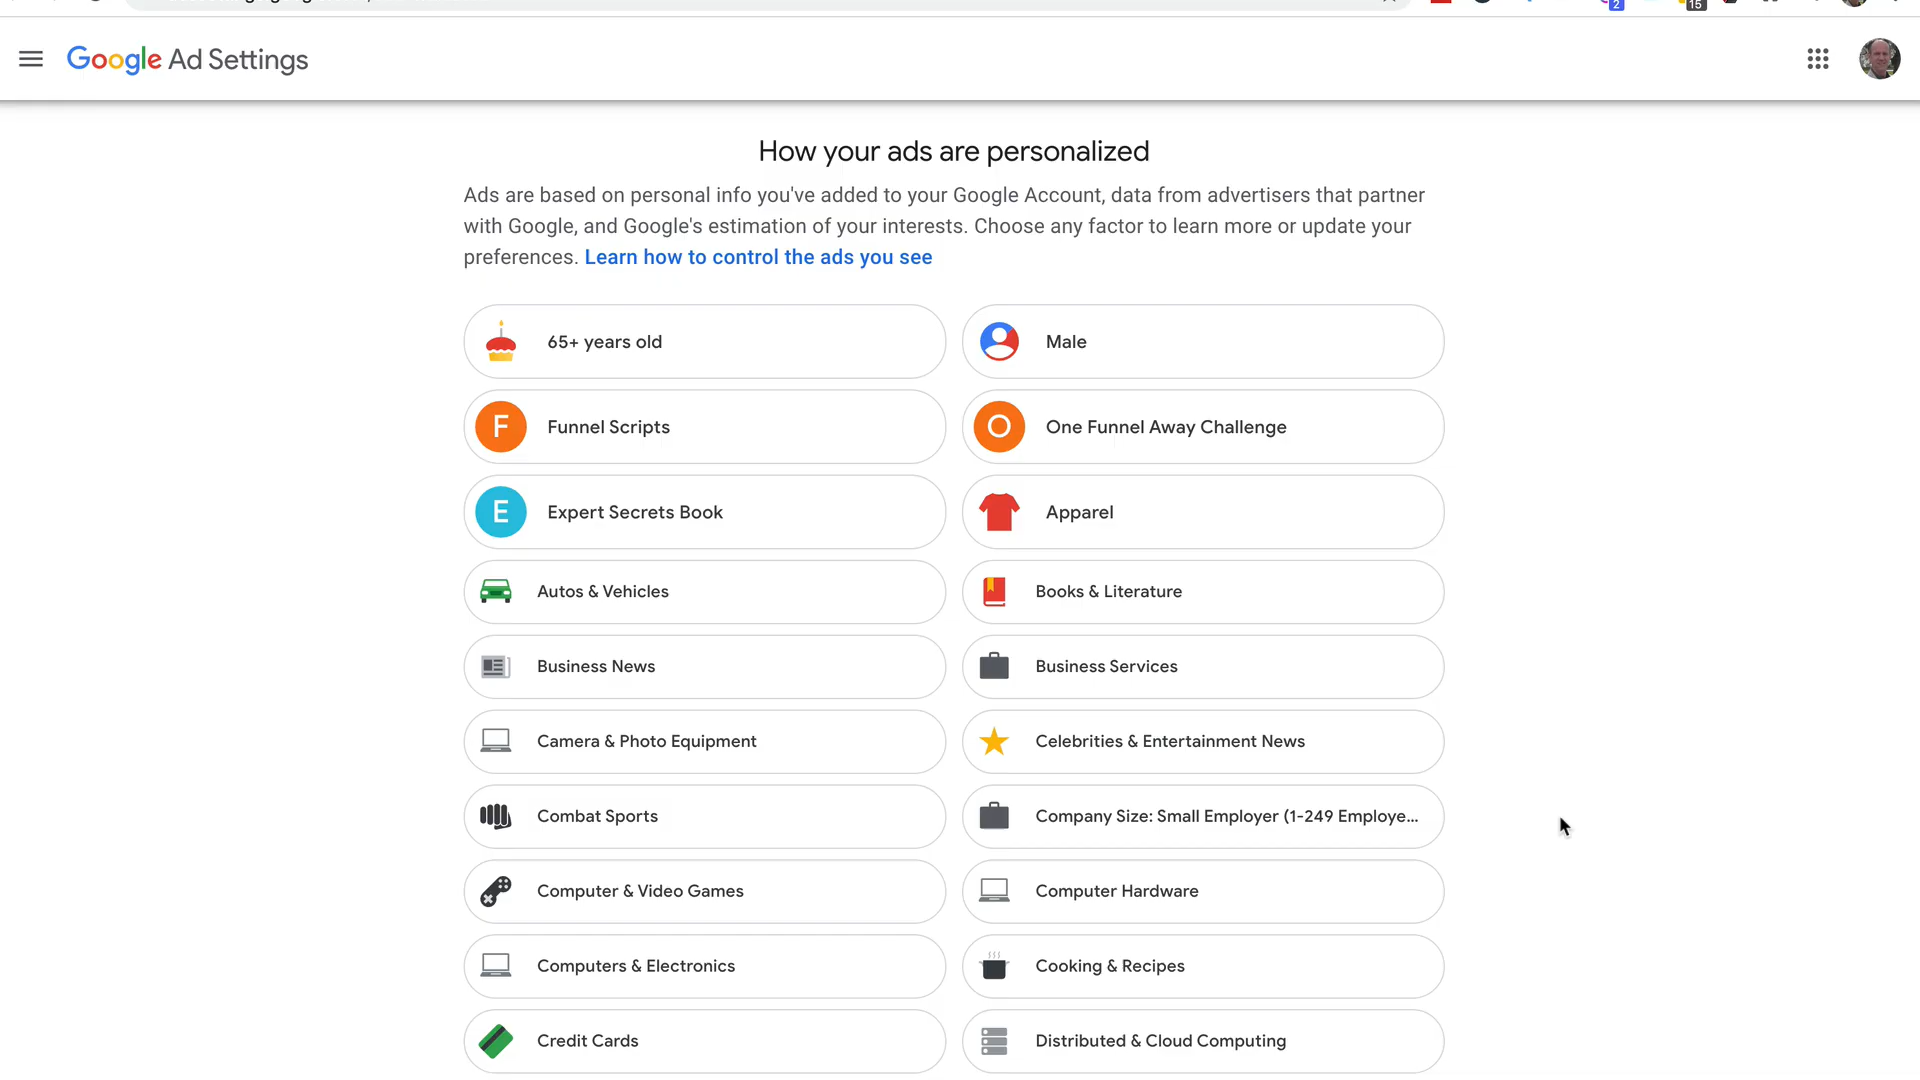 2
15
Google Ad Settings
How your ads are personalized
Ads are based on personal info you've added to your Google Account, data from advertisers that partner
with Google, and Google's estimation of your interests. Choose any factor to learn more or update your
preferences. Learn how to control the ads you see
65+ years old
Male
F Funnel Scripts
O One Funnel Away Challenge
E Expert Secrets Book
Apparel
Autos & Vehicles
Books & Literature
Business News
Business Services
Camera & Photo Equipment
Celebrities & Entertainment News
Combat Sports
Company Size: Small Employer (1-249 Employe...
Computer & Video Games
Computer Hardware
Computers & Electronics
Cooking & Recipes
Credit Cards
Distributed & Cloud Computing